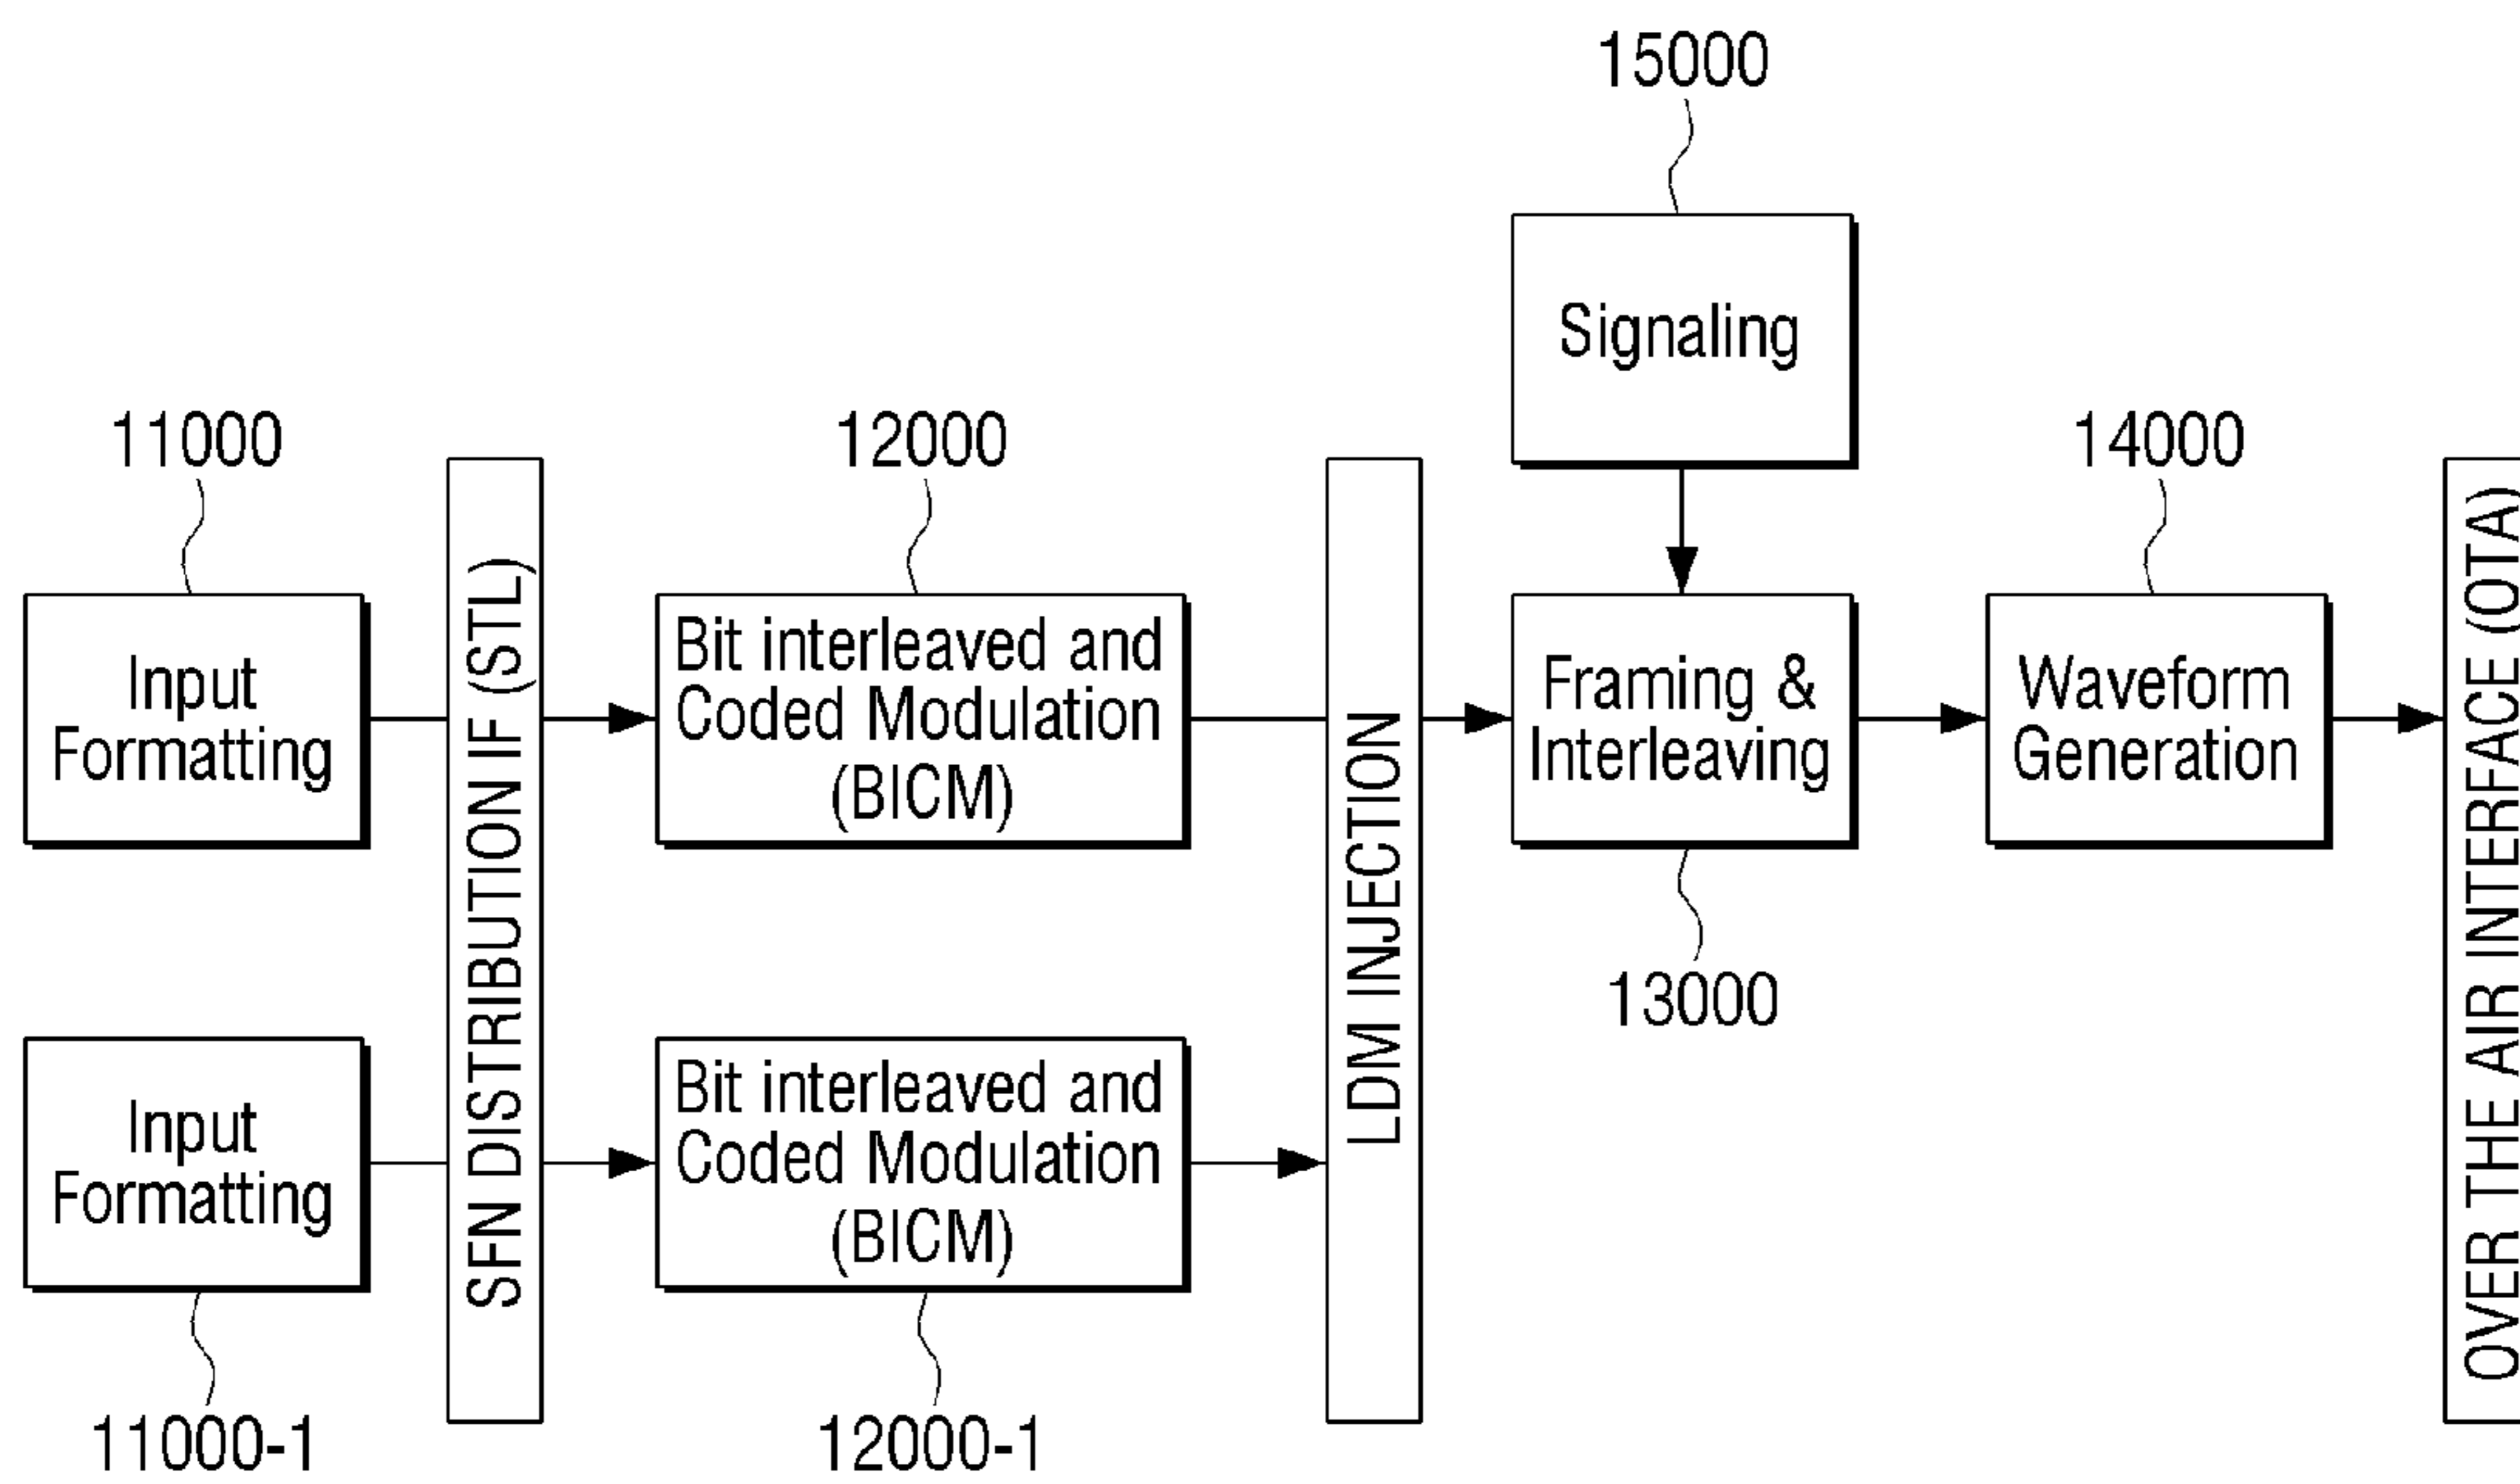 15000
Signaling
11000
12000
14000
Input
Formatting
SFN DISTRIBUTION IF (STL)
Bit interleaved and
Coded Modulation
(BICM)
LDM INJECTION
Framing &
Interleaving
Waveform
Generation
OVER THE AIR INTERFACE (OTA)
13000
Input
Formatting
Bit interleaved and
Coded Modulation
(BICM)
11000-1
12000-1